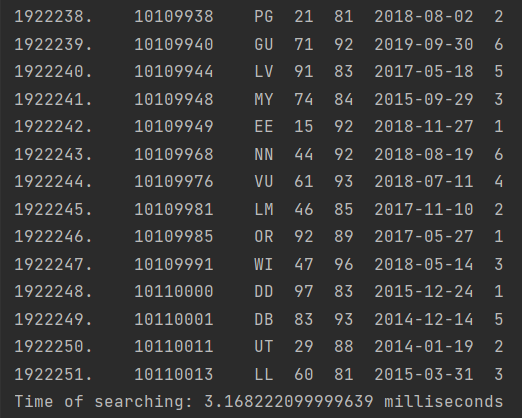 1922238. 10109938 PG 21 81 2018-08-02 2
1922239. 10109940 GU 71 92 2019-09-30 6
1922240. 10109944 LV 91 83 2017-05-18 5
1922241. 10109948 MY 74 84 2015-09-29 3
1922242. 10109949 EE 15 92 2018-11-27 1
1922243. 10109968 NN 44 92 2018-08-19 6
1922244. 10109976 VU 61 93 2018-07-11 4
1922245. 10109981 LM 46 85 2017-11-10 2
1922246. 10109985 OR 92 89 2017-05-27 1
1922247. 10109991 WI 47 96 2018-05-14 3
1922248. 10110000 DD 97 83 2015-12-24 1
1922249. 10110001 DB 83 93 2014-12-14 5
1922250. 10110011 UT 29 88 2014-01-19 2
1922251. 10110013 LL 60 81 2015-03-31 3
Time of searching: 3.168222099999639 milliseconds